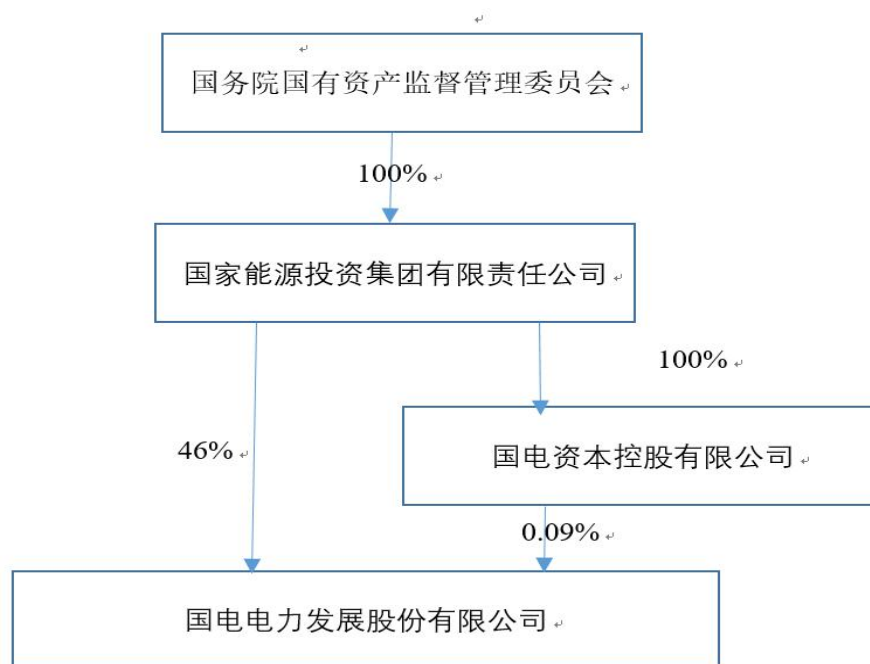 国务院国有资产监督管理委员会
100%
国家能源投资集团有限责任公司
100%
46%
国电资本控股有限公司
0.09%
国电电力发展股份有限公司